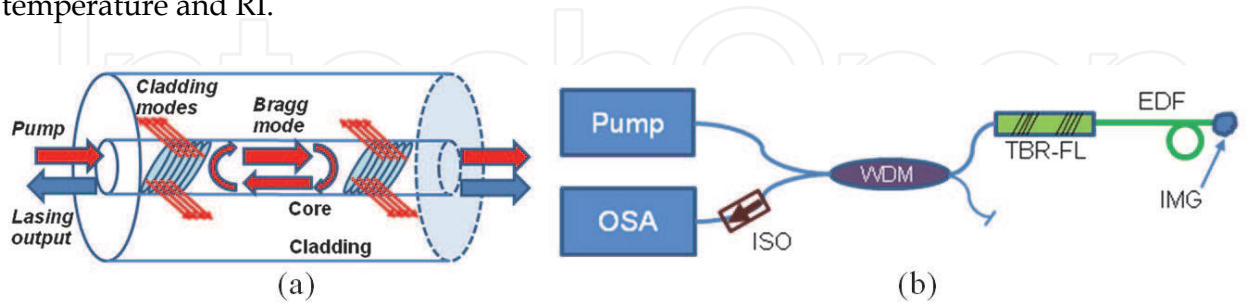 temperature and RI.
IntechOpen
Cladding modes
Bragg mode
Pump
Lasing output
Core
Cladding
(a)
Pump
OSA
ISO
WDM
TBR-FL
EDF
IMG
(b)